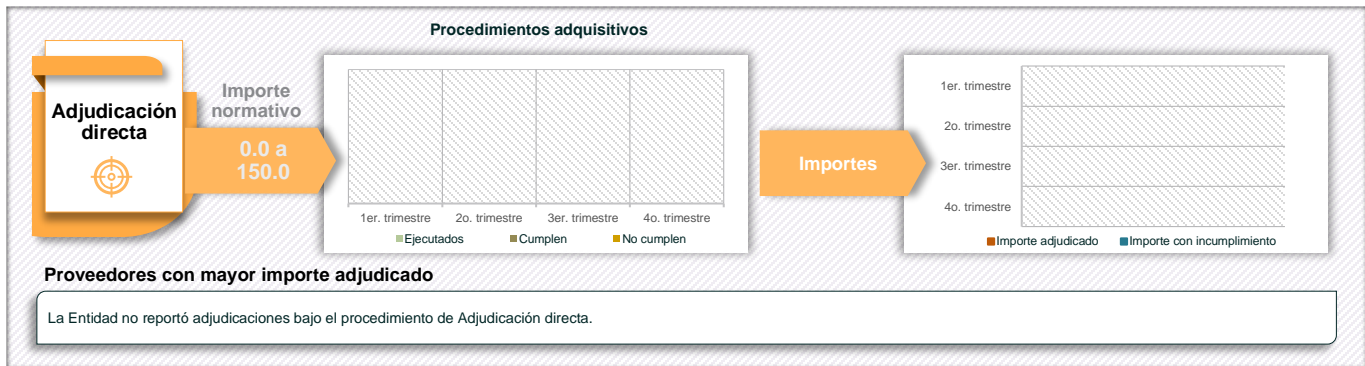 Procedimientos adquisitivos
Adjudicación
directa
Importe
normativo
0.0 a
150.0
1er. trimestre
2o. trimestre
3er. trimestre
4o. trimestre
Ejecutados
Cumplen
No cumplen
Importes
1er. trimestre
2o. trimestre
3er. trimestre
4o. trimestre
Importe adjudicado
Importe con incumplimiento
Proveedores con mayor importe adjudicado
La Entidad no reportó adjudicaciones bajo el procedimiento de Adjudicación directa.